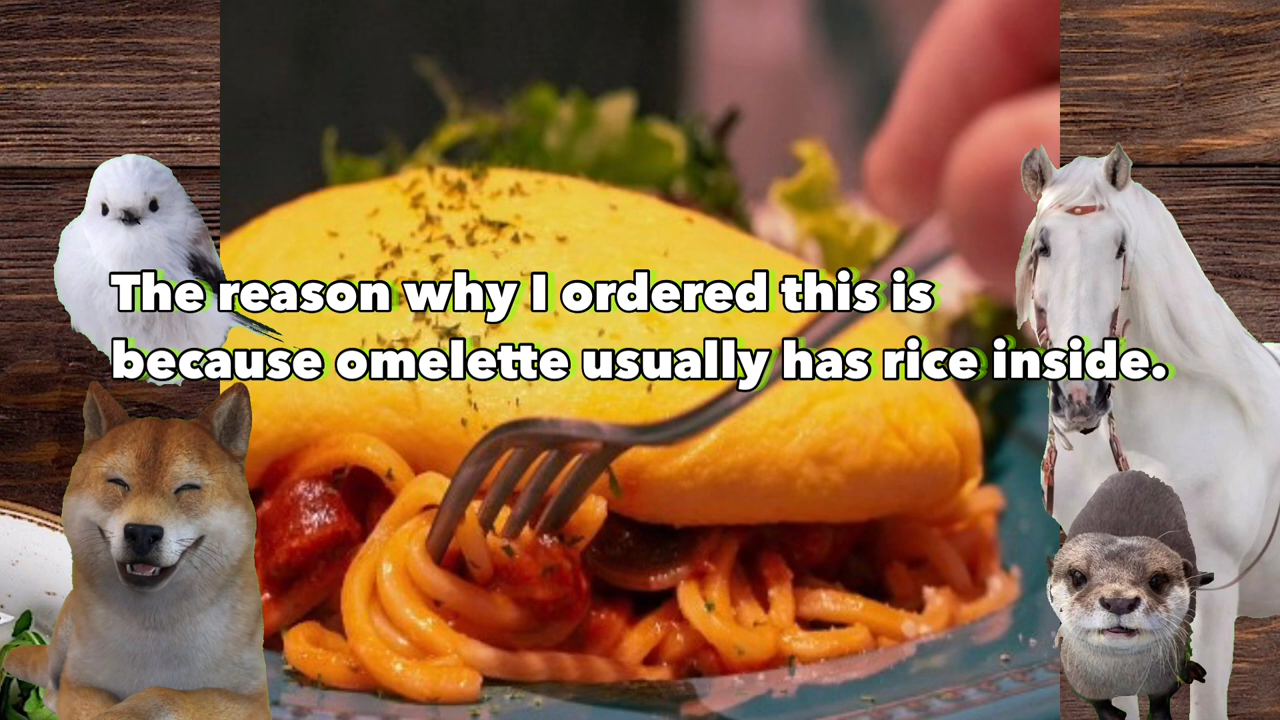 The reason why I ordered this is
because omelette usually has rice inside.